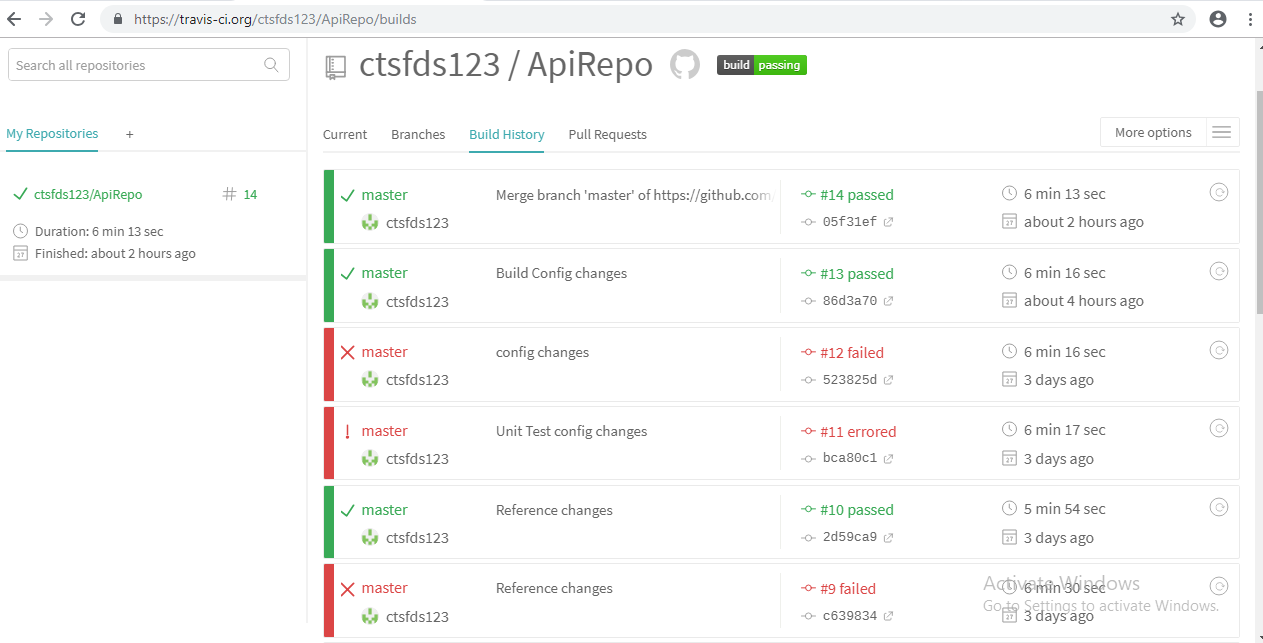 https://travis-ci.org/ctsfds123/ApiRepo/builds
Search all repositories
My Repositories +
ctsfds123/ApiRepo # 14
Duration: 6 min 13 sec
27 Finished: about 2 hours ago
ctsfds123 / ApiRepo build passing
Current Branches Build History Pull Requests More options
master Merge branch 'master' of https://github.com/ #14 passed 6 min 13 sec
ctsfds123 05f31ef 27 about 2 hours ago
master Build Config changes #13 passed 6 min 16 sec
ctsfds123 86d3a70 27 about 4 hours ago
master config changes #12 failed 6 min 16 sec
ctsfds123 523825d 27 3 days ago
! master Unit Test config changes #11 errored 6 min 17 sec
ctsfds123 bca80c1 27 3 days ago
master Reference changes #10 passed 5 min 54 sec
ctsfds123 2d59ca9 27 3 days ago
master Reference changes #9 failed 6 min 30 sec
ctsfds123 c639834 27 3 days ago
Activate Windows
Go to Settings to activate Windows.